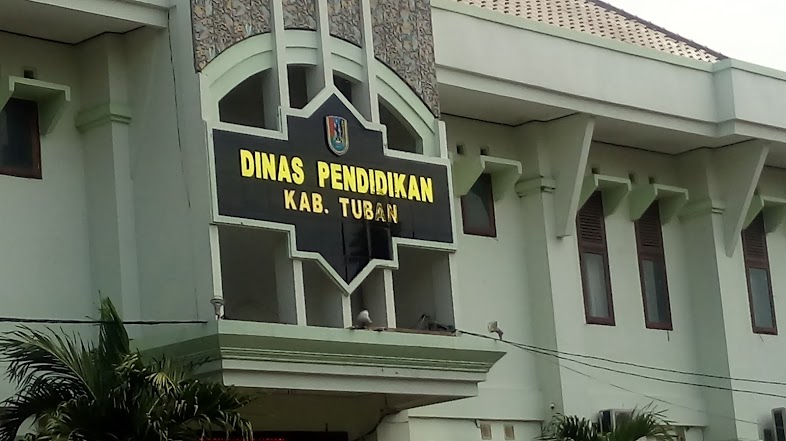 DINAS PENDIDIKAN
KAB. TUBAN